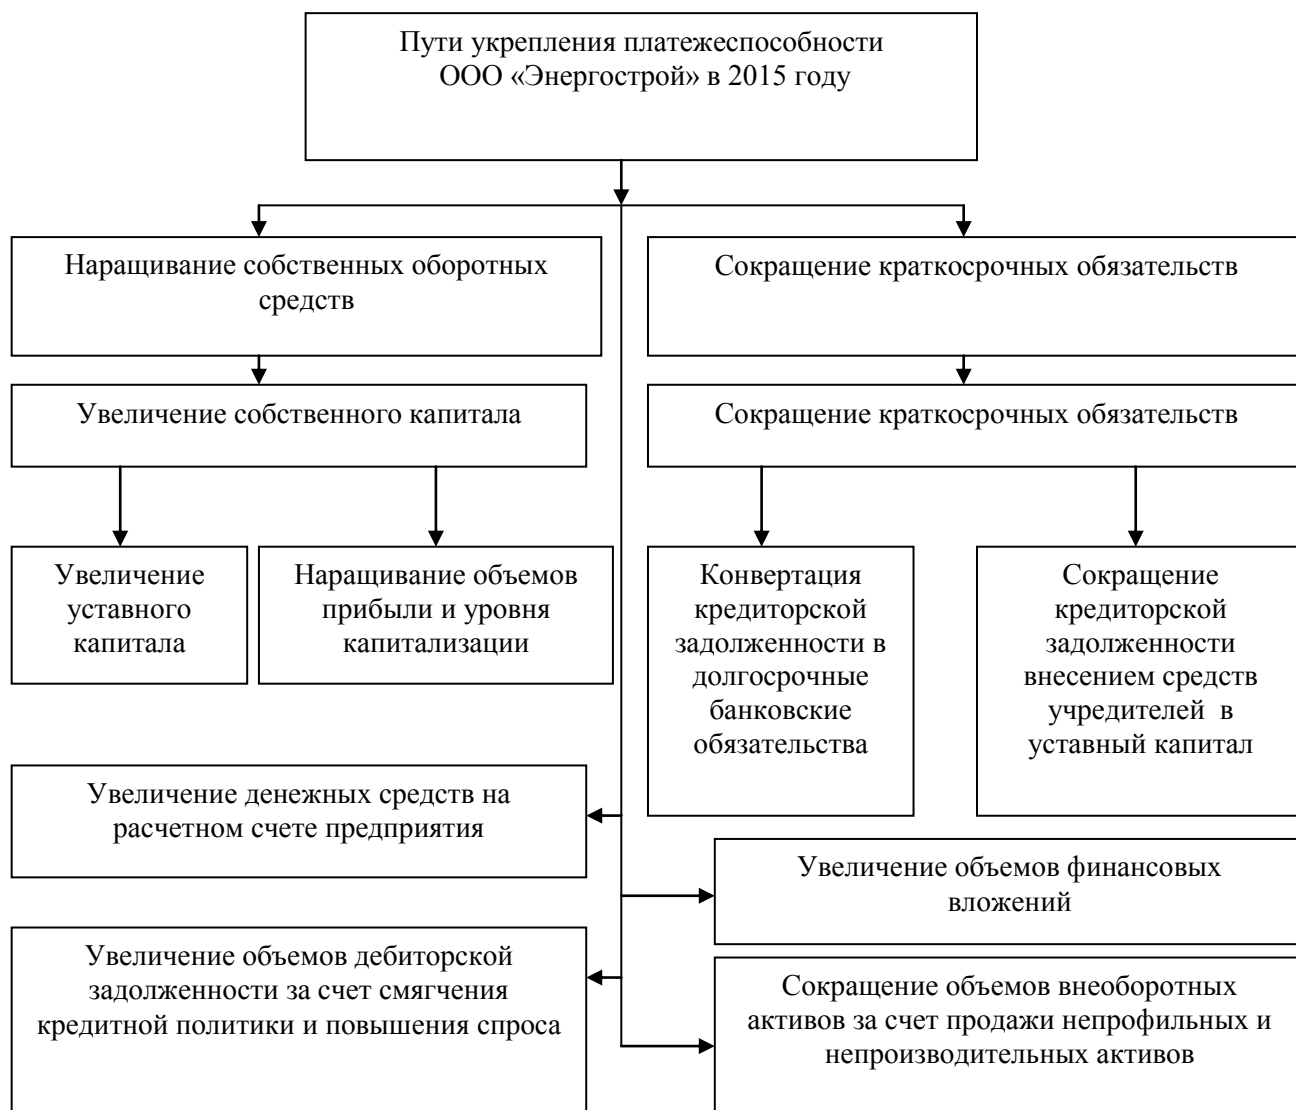 Пути укрепления платежеспособности
ООО «Энергострой» в 2015 году
Наращивание собственных оборотных
средств
Сокращение краткосрочных обязательств
Увеличение собственного капитала
Сокращение краткосрочных обязательств
Увеличение
уставного
капитала
Наращивание объемов
прибыли и уровня
капитализации
Конвертация
кредиторской
задолженности в
долгосрочные
банковские
обязательства
Сокращение
кредиторской
задолженности
внесением средств
учредителей в
уставный капитал
Увеличение денежных средств на
расчетном счете предприятия
Увеличение объемов финансовых
вложений
Увеличение объемов дебиторской
задолженности за счет смягчения
кредитной политики и повышения спроса
Сокращение объемов внеоборотных
активов за счет продажи непрофильных и
непроизводительных активов